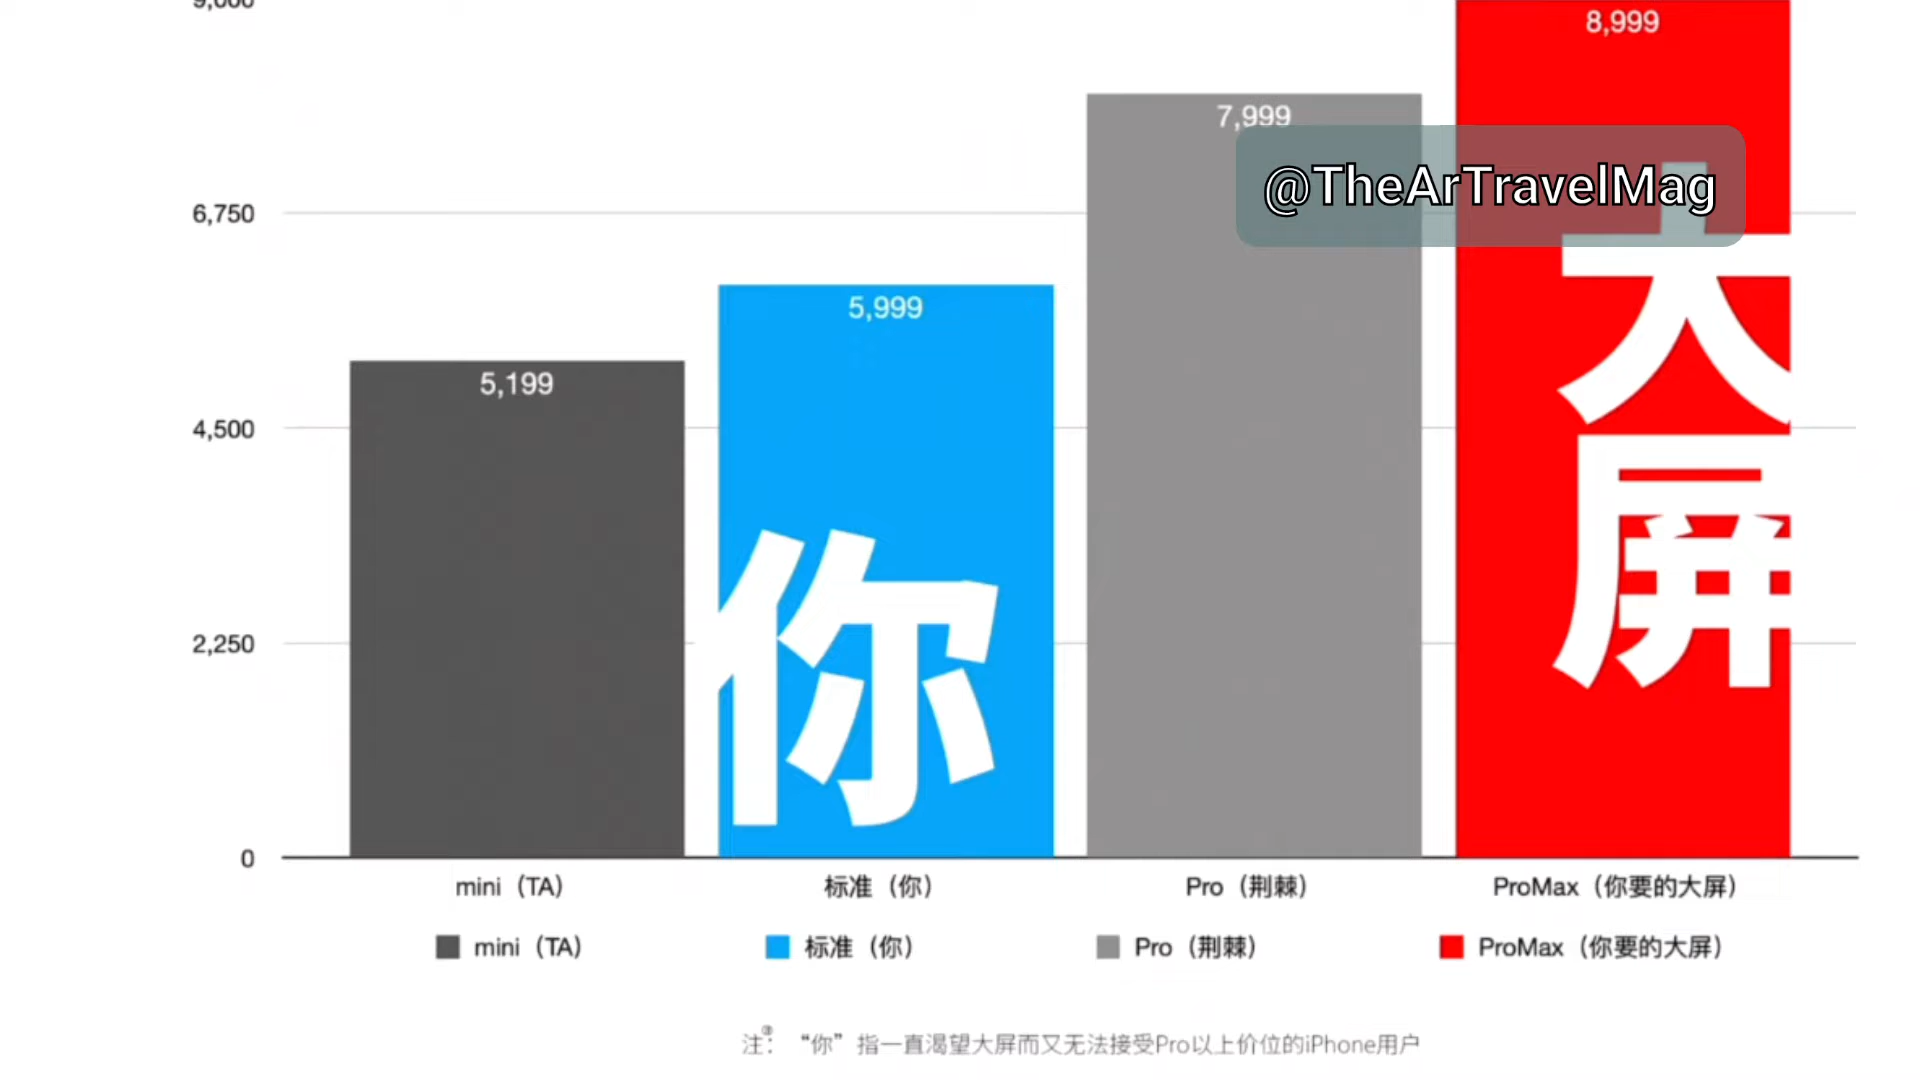 9,000
8,999
7,999
@TheArTravelMag
6,750
5,999
5,199
4,500
大屏
你
2,250
0
mini（TA） 标准（你） Pro（荆棘） ProMax（你要的大屏）
mini（TA） 标准（你） Pro（荆棘） ProMax（你要的大屏）
注②：“你”指一直渴望大屏而又无法接受Pro以上价位的iPhone用户